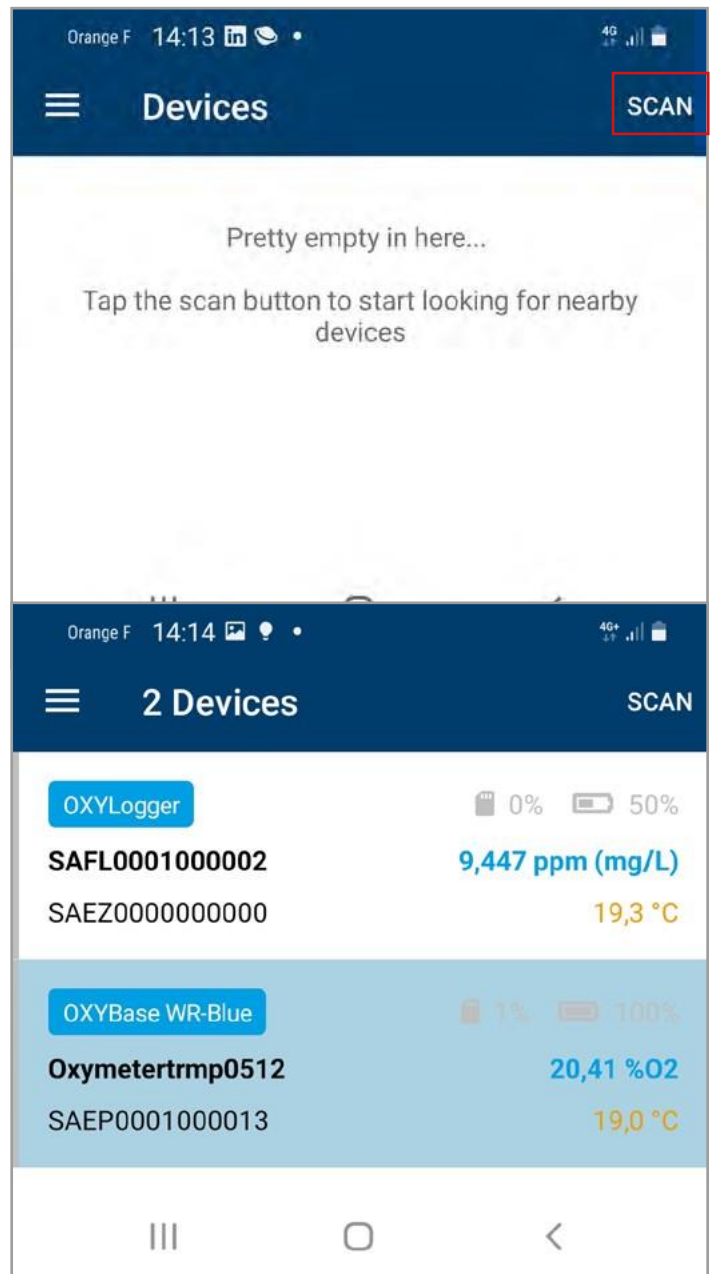 Orange F 14:13
4G
Devices
SCAN
Pretty empty in here...
Tap the scan button to start looking for nearby
devices
Orange F 14:14
4G+
2 Devices
SCAN
OXYLogger
0% 50%
SAFL0001000002
9,447 ppm (mg/L)
SAEZ0000000000
19,3 °C
OXYBase WR-Blue
1% 100%
Oxymetertrmp0512
20,41 %O2
SAEP0001000013
19,0 °C